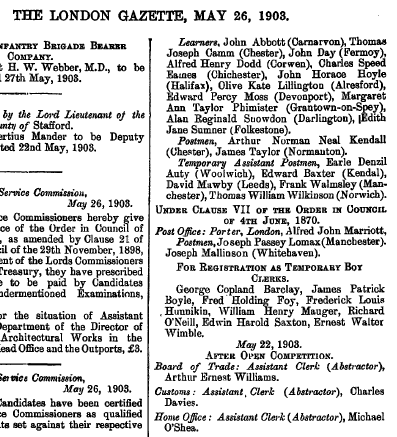 THE LONDON GAZETTE, MAY 26, 1903.
NFANTRY BRIGADE BEARER
COMPANY.
H. W. Webber, M.D., to be
27th May, 1903.
by the Lord Lieutenant of the
unty of Stafford.
ertius Mander to be Deputy
ted 22nd May, 1903.
Service Commission,
May 26, 1903.
ce Commissioners hereby give
ce of the Order in Council of
, as amended by Clause 21 of
cil of the 29th November, 1898,
ent of the Lords Commissioners
Treasury, they have prescribed
e to be paid by Candidates
ndermentioned Examinations,
or the situation of Assistant
Department of the Director of
Architectural Works in the
ead Office and the Outports, £3.
Service Commission,
May 26, 1903.
Candidates have been certified
ce Commissioners as qualified
ts set against their respective
Learners, John Abbott (Carnarvon), Thomas
Joseph Camm (Chester), John Day (Fermoy),
Alfred Henry Dodd (Corwen), Charles Speed
Eames (Chichester), John Horace Hoyle
(Halifax), Olive Kate Lillington (Alresford),
Edward Percy Moss (Devonport), Margaret
Ann Taylor Phimister (Grantown-on-Spey),
Alan Reginald Snowdon (Darlington), Edith
Jane Sumner (Folkestone).
Postmen, Arthur Norman Neal Kendall
(Chester), James Taylor (Normanton).
Temporary Assistant Postmen, Earle Denzil
Auty (Woolwich), Edward Baxter (Kendal),
David Mawby (Leeds), Frank Walmsley (Man-
chester), Thomas William Wilkinson (Norwich).
UNDER CLAUSE VII OF THE ORDER IN COUNCIL
OF 4TH JUNE, 1870.
Post Office: Porter, London, Alfred John Marriott,
Postmen, Joseph Passey Lomax (Manchester).
Joseph Mallinson (Whitehaven).
FOR REGISTRATION AS TEMPORARY BOY
CLERKS.
George Copland Barclay, James Patrick
Boyle, Fred Holding Foy, Frederick Louis
Hunnikin, William Henry Mauger, Richard
O'Neill, Edwin Harold Saxton, Ernest Walter
Wimble.
May 22, 1903.
AFTER OPEN COMPETITION.
Board of Trade: Assistant Clerk (Abstractor),
Arthur Ernest Williams.
Customs: Assistant Clerk (Abstractor), Charles
Davies.
Home Office: Assistant Clerk (Abstractor), Michael
O'Shea.